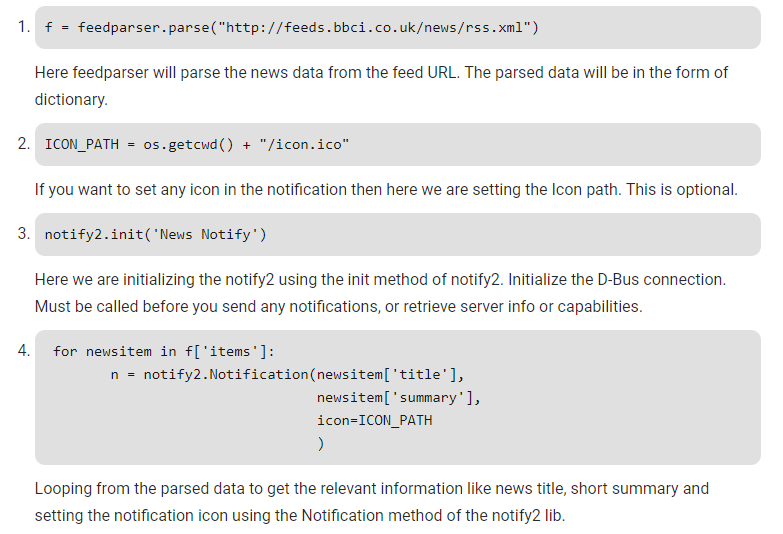 1. f = feedparser.parse("http://feeds.bbci.co.uk/news/rss.xml")
Here feedparser will parse the news data from the feed URL. The parsed data will be in the form of
dictionary.
2. ICON_PATH = os.getcwd() + "/icon.ico"
If you want to set any icon in the notification then here we are setting the Icon path. This is optional.
3. notify2.init('News Notify')
Here we are initializing the notify2 using the init method of notify2. Initialize the D-Bus connection.
Must be called before you send any notifications, or retrieve server info or capabilities.
4. for newsitem in f['items']:
n = notify2.Notification(newsitem['title'],
newsitem['summary'],
icon=ICON_PATH
)
Looping from the parsed data to get the relevant information like news title, short summary and
setting the notification icon using the Notification method of the notify2 lib.